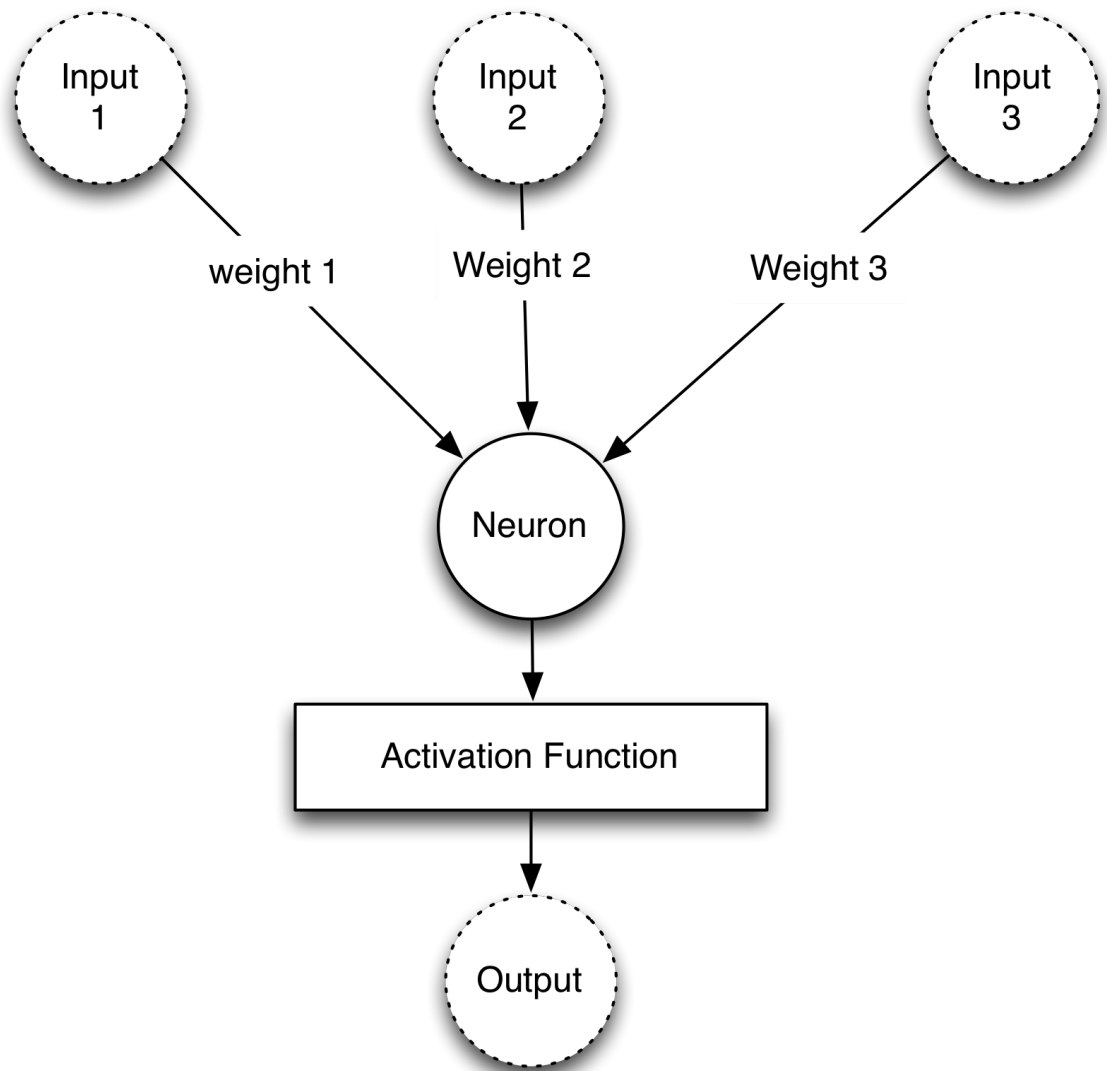 Input
1
Input
2
Input
3
weight 1
Weight 2
Weight 3
Neuron
Activation Function
Output